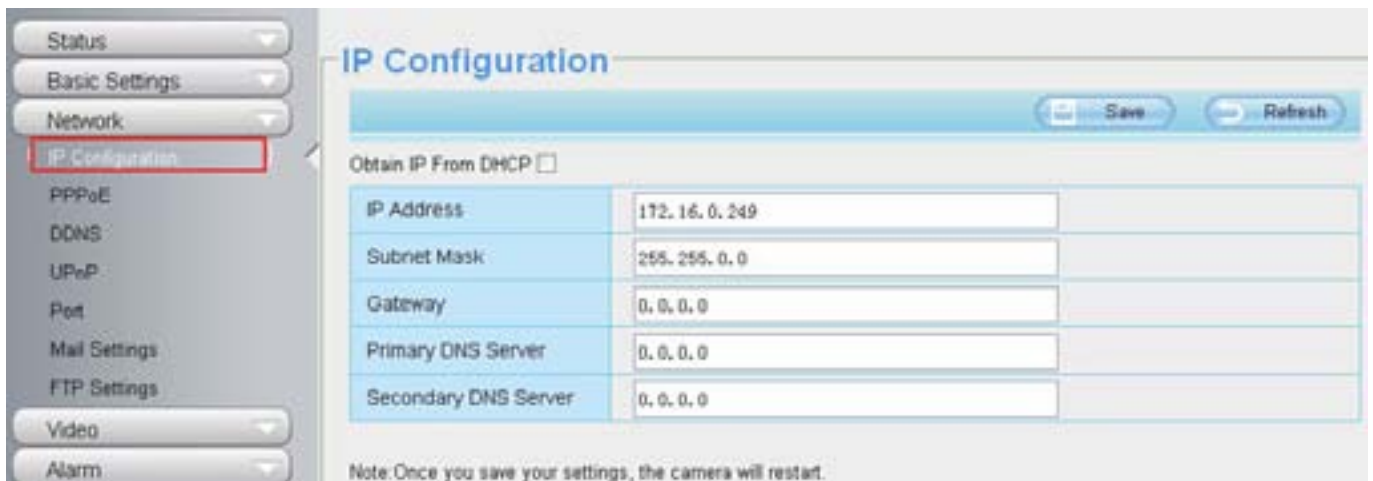 Status
Basic Settings
Network
IP Configuration
PPPoE
DDNS
UPnP
Port
Mail Settings
FTP Settings
Video
Alarm
IP Configuration
Save
Refresh
Obtain IP From DHCP
IP Address
172.16.0.249
Subnet Mask
255.255.0.0
Gateway
0.0.0.0
Primary DNS Server
0.0.0.0
Secondary DNS Server
0.0.0.0
Note:Once you save your settings, the camera will restart.